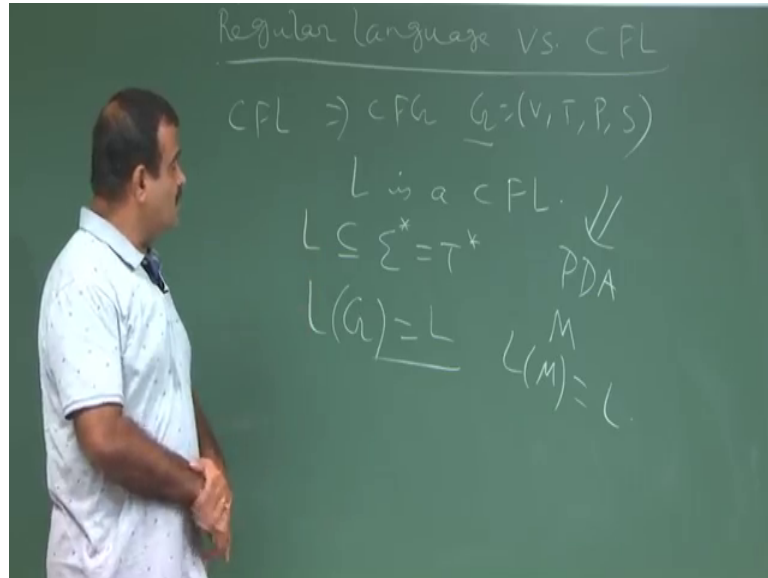 Regular language VS. CFL
CFL ⇒ CFG G=(V, T, P, S)
L is a CFL.
L ⊆ Σ* = T*
PDA
L(G) = L
M
L(M) = L.